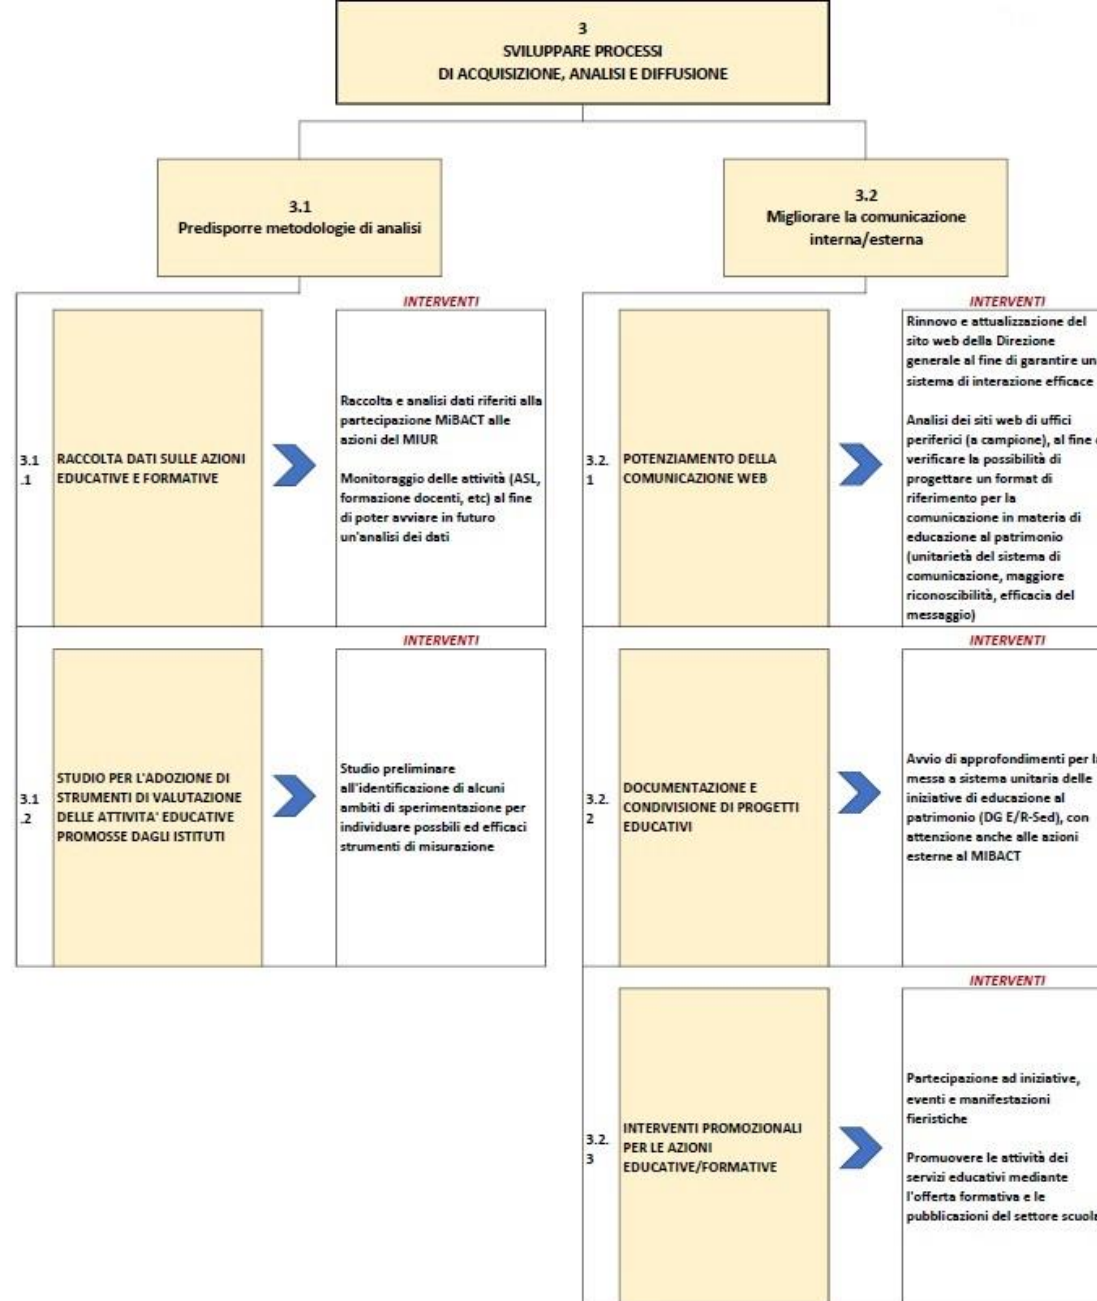 3
SVILUPPARE PROCESSI
DI ACQUISIZIONE, ANALISI E DIFFUSIONE
3.1
Predisporre metodologie di analisi
3.2
Migliorare la comunicazione
interna/esterna
INTERVENTI
3.1
.1
RACCOLTA DATI SULLE AZIONI
EDUCATIVE E FORMATIVE
Raccolta e analisi dati riferiti alla
partecipazione MiBACT alle
azioni del MIUR
Monitoraggio delle attività (ASL,
formazione docenti, etc) al fine
di poter avviare in futuro
un'analisi dei dati
INTERVENTI
3.1
.2
STUDIO PER L'ADOZIONE DI
STRUMENTI DI VALUTAZIONE
DELLE ATTIVITA' EDUCATIVE
PROMOSSE DAGLI ISTITUTI
Studio preliminare
all'identificazione di alcuni
ambiti di sperimentazione per
individuare possbili ed efficaci
strumenti di misurazione
INTERVENTI
3.2.
1
POTENZIAMENTO DELLA
COMUNICAZIONE WEB
Rinnovo e attualizzazione del
sito web della Direzione
generale al fine di garantire un
sistema di interazione efficace
Analisi dei siti web di uffici
periferici (a campione), al fine
verificare la possibilità di
progettare un format di
riferimento per la
comunicazione in materia di
educazione al patrimonio
(unitarietà del sistema di
comunicazione, maggiore
riconoscibilità, efficacia del
messaggio)
INTERVENTI
3.2.
2
DOCUMENTAZIONE E
CONDIVISIONE DI PROGETTI
EDUCATIVI
Avvio di approfondimenti per
messa a sistema unitaria delle
iniziative di educazione al
patrimonio (DG E/R-Sed), con
attenzione anche alle azioni
esterne al MIBACT
INTERVENTI
3.2.
3
INTERVENTI PROMOZIONALI
PER LE AZIONI
EDUCATIVE/FORMATIVE
Partecipazione ad iniziative,
eventi e manifestazioni
fieristiche
Promuovere le attività dei
servizi educativi mediante
l'offerta formativa e le
pubblicazioni del settore scuola